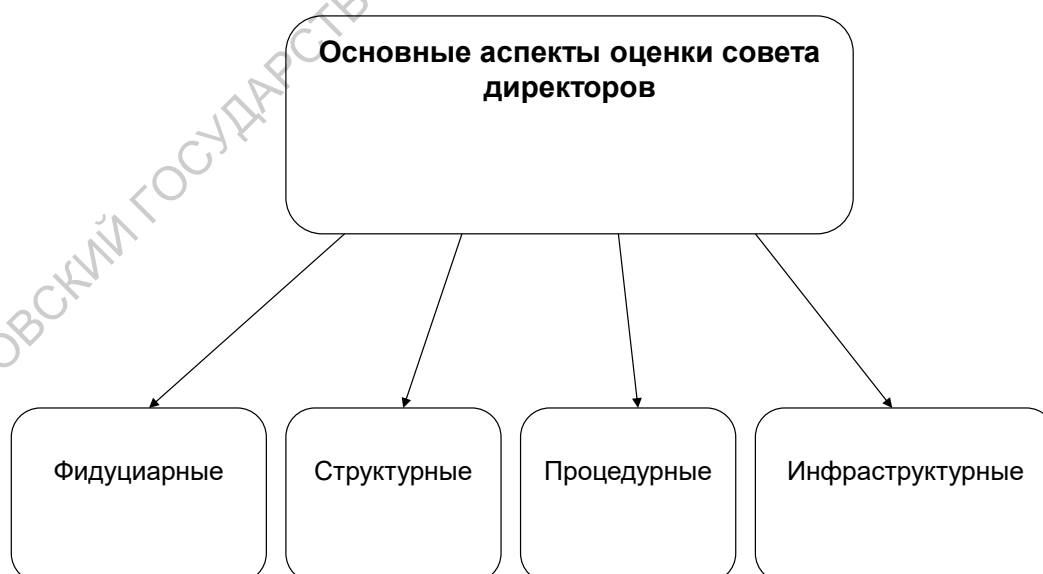 Основные аспекты оценки совета
директоров
Фидуциарные
Структурные
Процедурные
Инфраструктурные